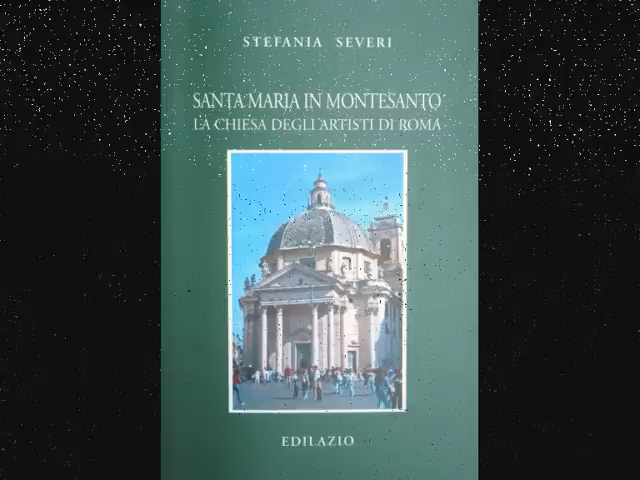 STEFANIA SEVERI
SANTA MARIA IN MONTESANTO
LA CHIESA DEGLI ARTISTI DI ROMA
EDILAZIO